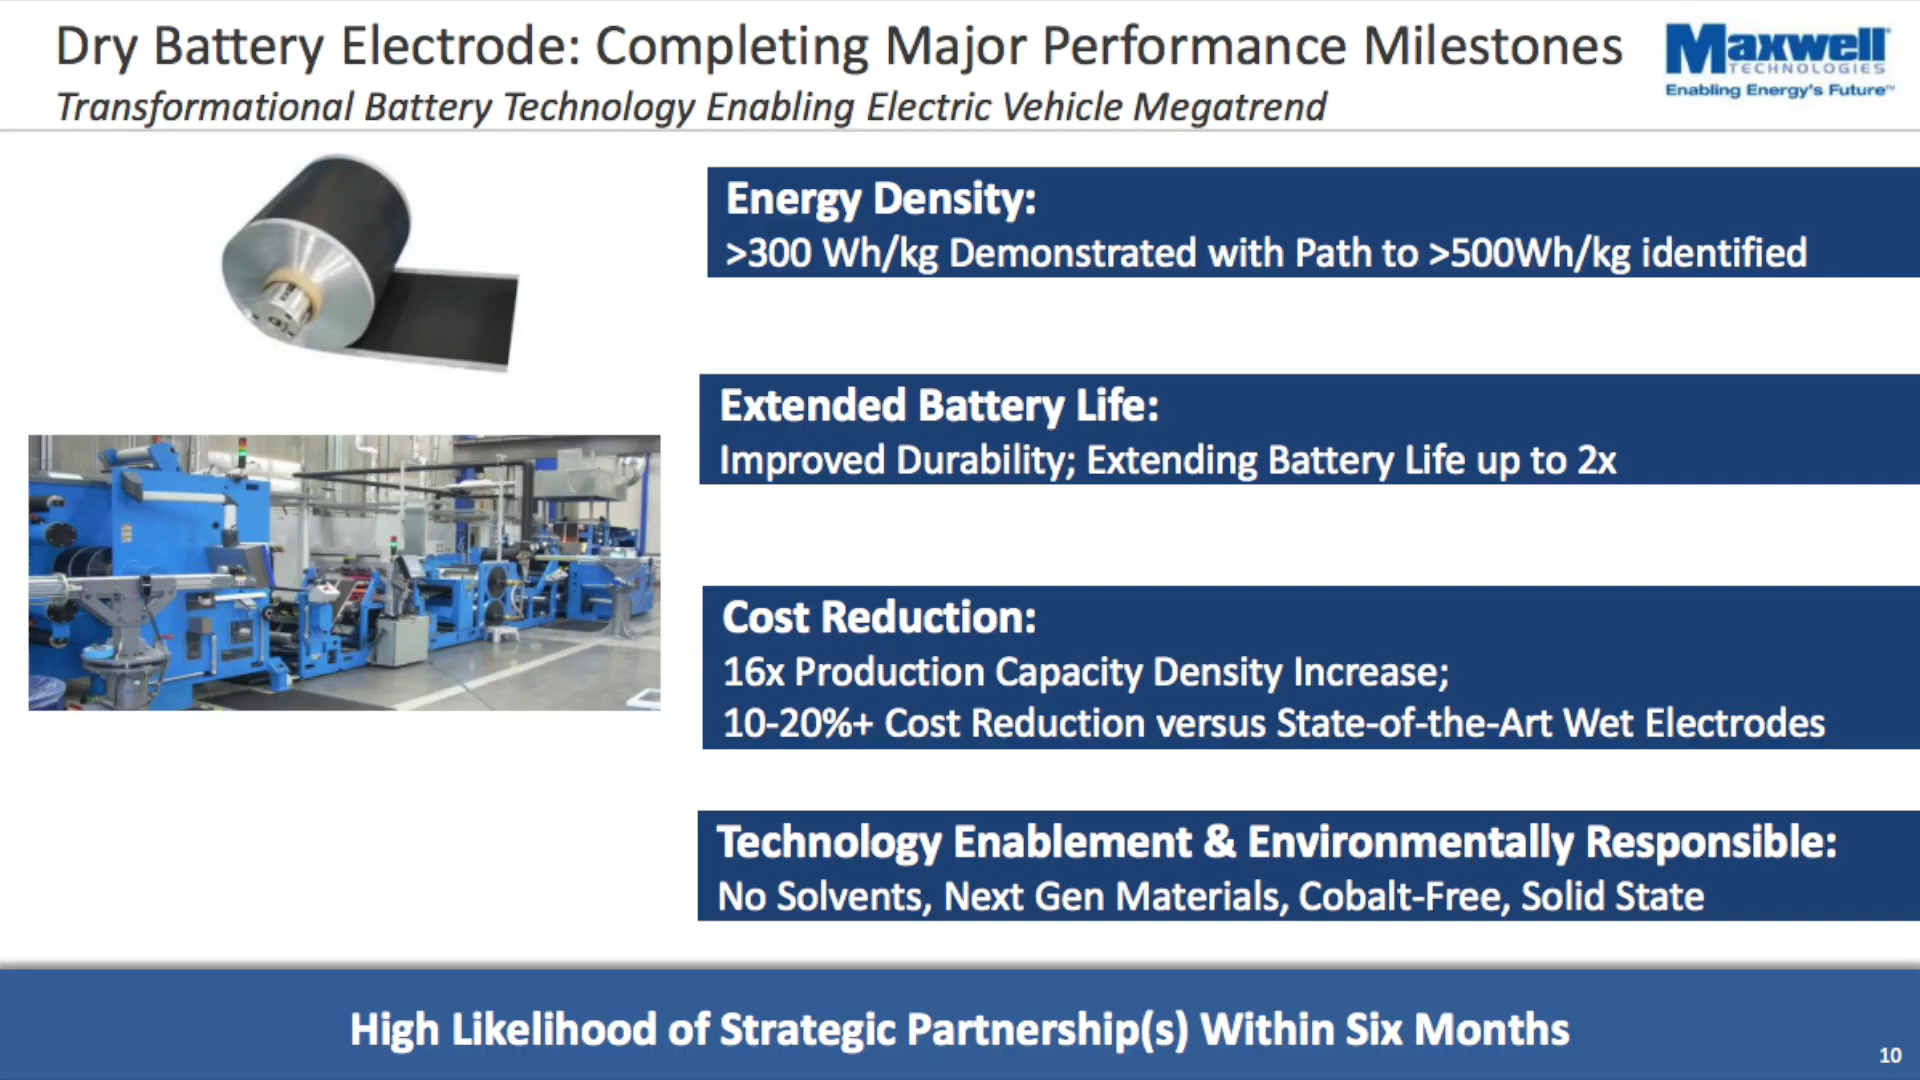 Dry Battery Electrode: Completing Major Performance Milestones
Transformational Battery Technology Enabling Electric Vehicle Megatrend
Maxwell
TECHNOLOGIES
Enabling Energy's Future™
Energy Density:
>300 Wh/kg Demonstrated with Path to >500Wh/kg identified
Extended Battery Life:
Improved Durability; Extending Battery Life up to 2x
Cost Reduction:
16x Production Capacity Density Increase;
10-20%+ Cost Reduction versus State-of-the-Art Wet Electrodes
Technology Enablement & Environmentally Responsible:
No Solvents, Next Gen Materials, Cobalt-Free, Solid State
High Likelihood of Strategic Partnership(s) Within Six Months
10